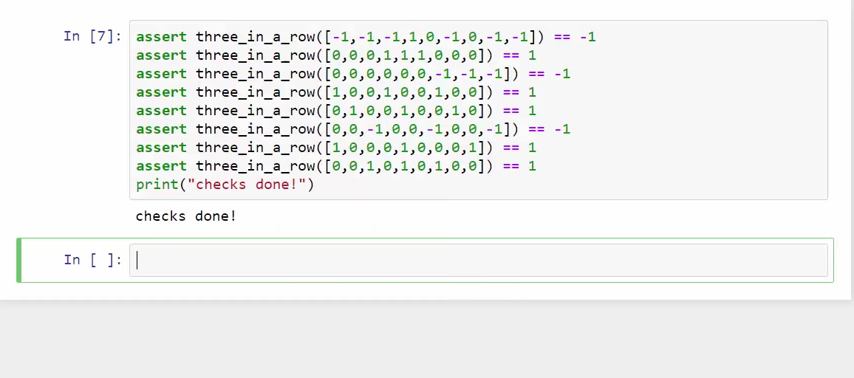 In [7]: assert three_in_a_row([-1,-1,-1,1,0,-1,0,-1,-1]) == -1
assert three_in_a_row([0,0,0,1,1,1,0,0,0]) == 1
assert three_in_a_row([0,0,0,0,0,0,-1,-1,-1]) == -1
assert three_in_a_row([1,0,0,1,0,0,1,0,0]) == 1
assert three_in_a_row([0,1,0,0,1,0,0,1,0]) == 1
assert three_in_a_row([0,0,-1,0,0,-1,0,0,-1]) == -1
assert three_in_a_row([1,0,0,0,1,0,0,0,1]) == 1
assert three_in_a_row([0,0,1,0,1,0,1,0,0]) == 1
print("checks done!")
checks done!
In [ ]: